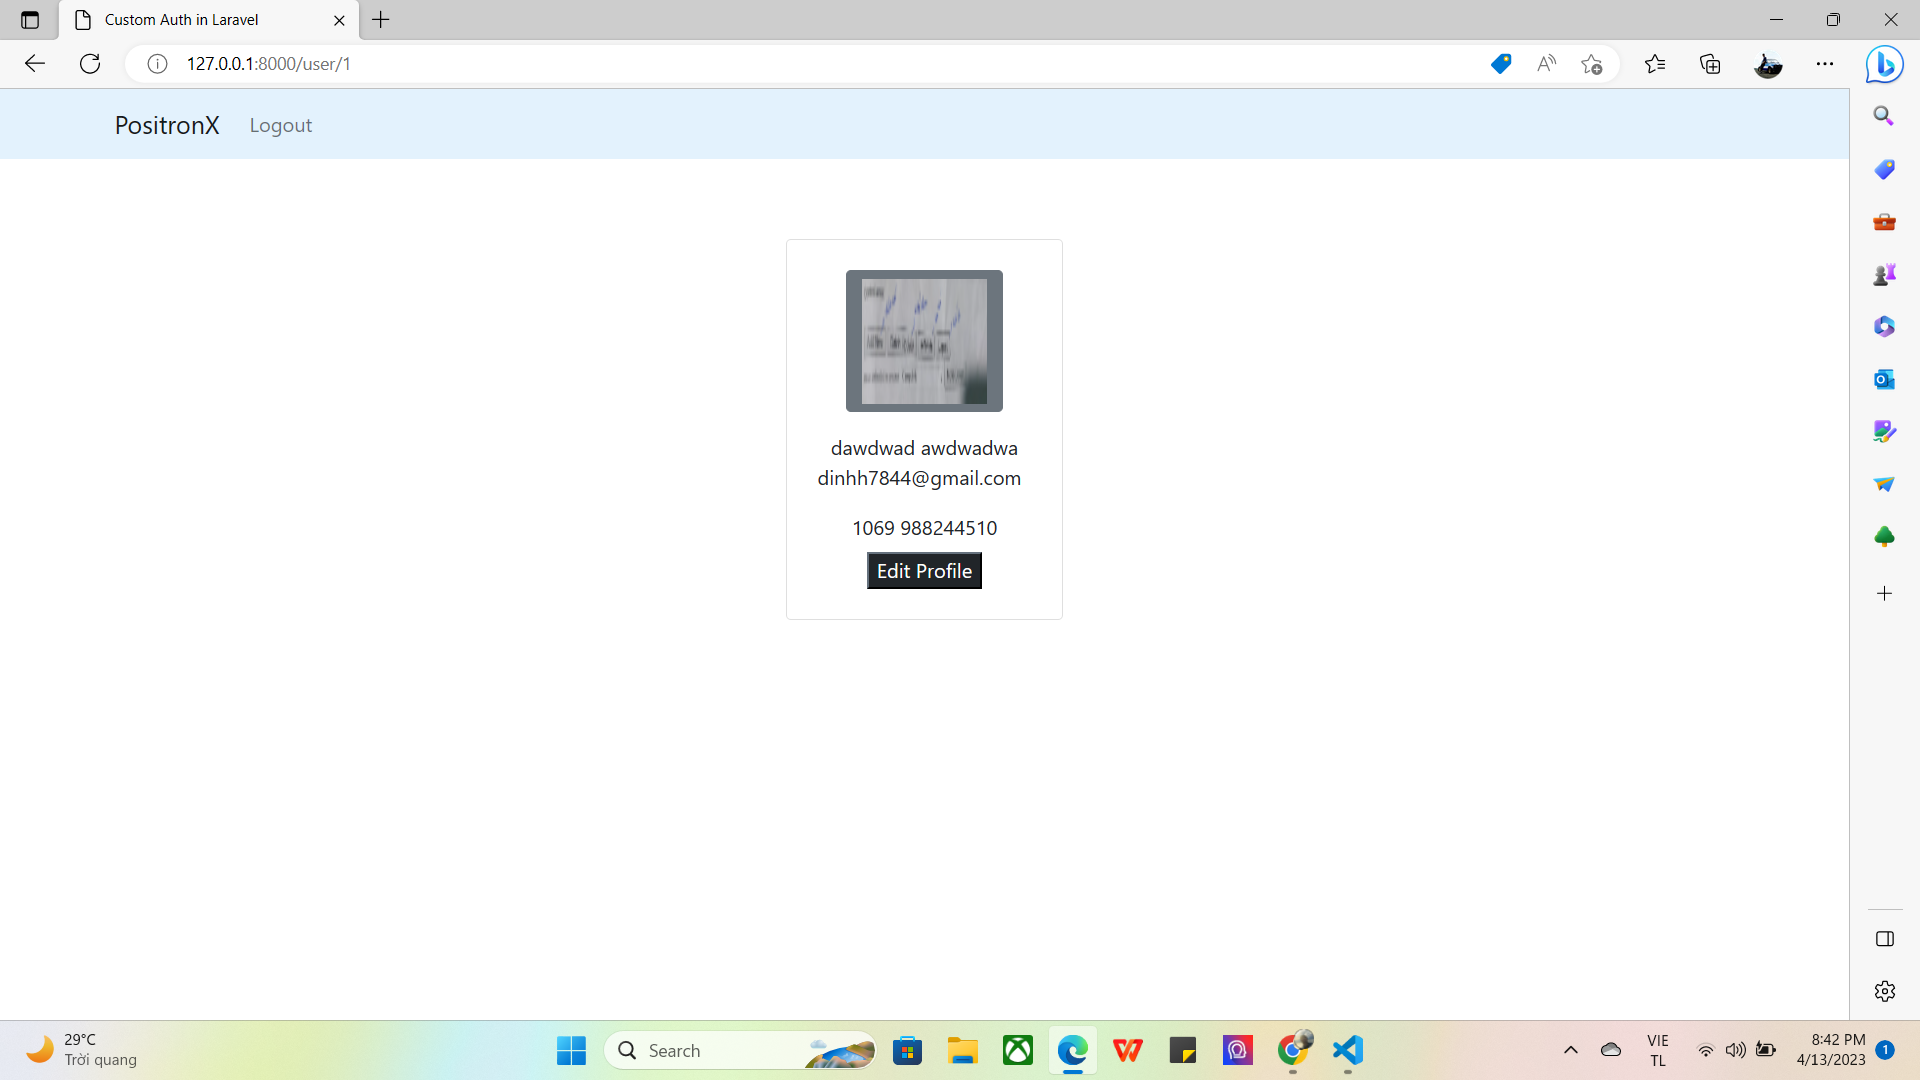 Custom Auth in Laravel
127.0.0.1:8000/user/1
PositronX Logout
dawdwad awdwadwa
dinhh7844@gmail.com
1069 988244510
Edit Profile
29°C
Trời quang
Search
VIE
TL
8:42 PM
4/13/2023
1